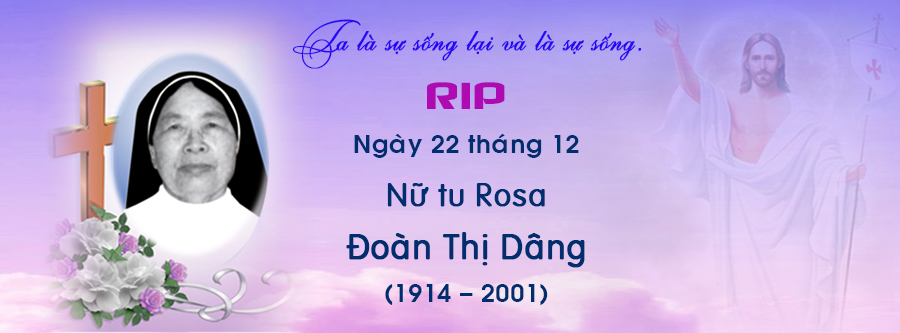 Ta là sự sống lại và là sự sống.
RIP
Ngày 22 tháng 12
Nữ tu Rosa
Đoàn Thị Dâng
(1914 – 2001)